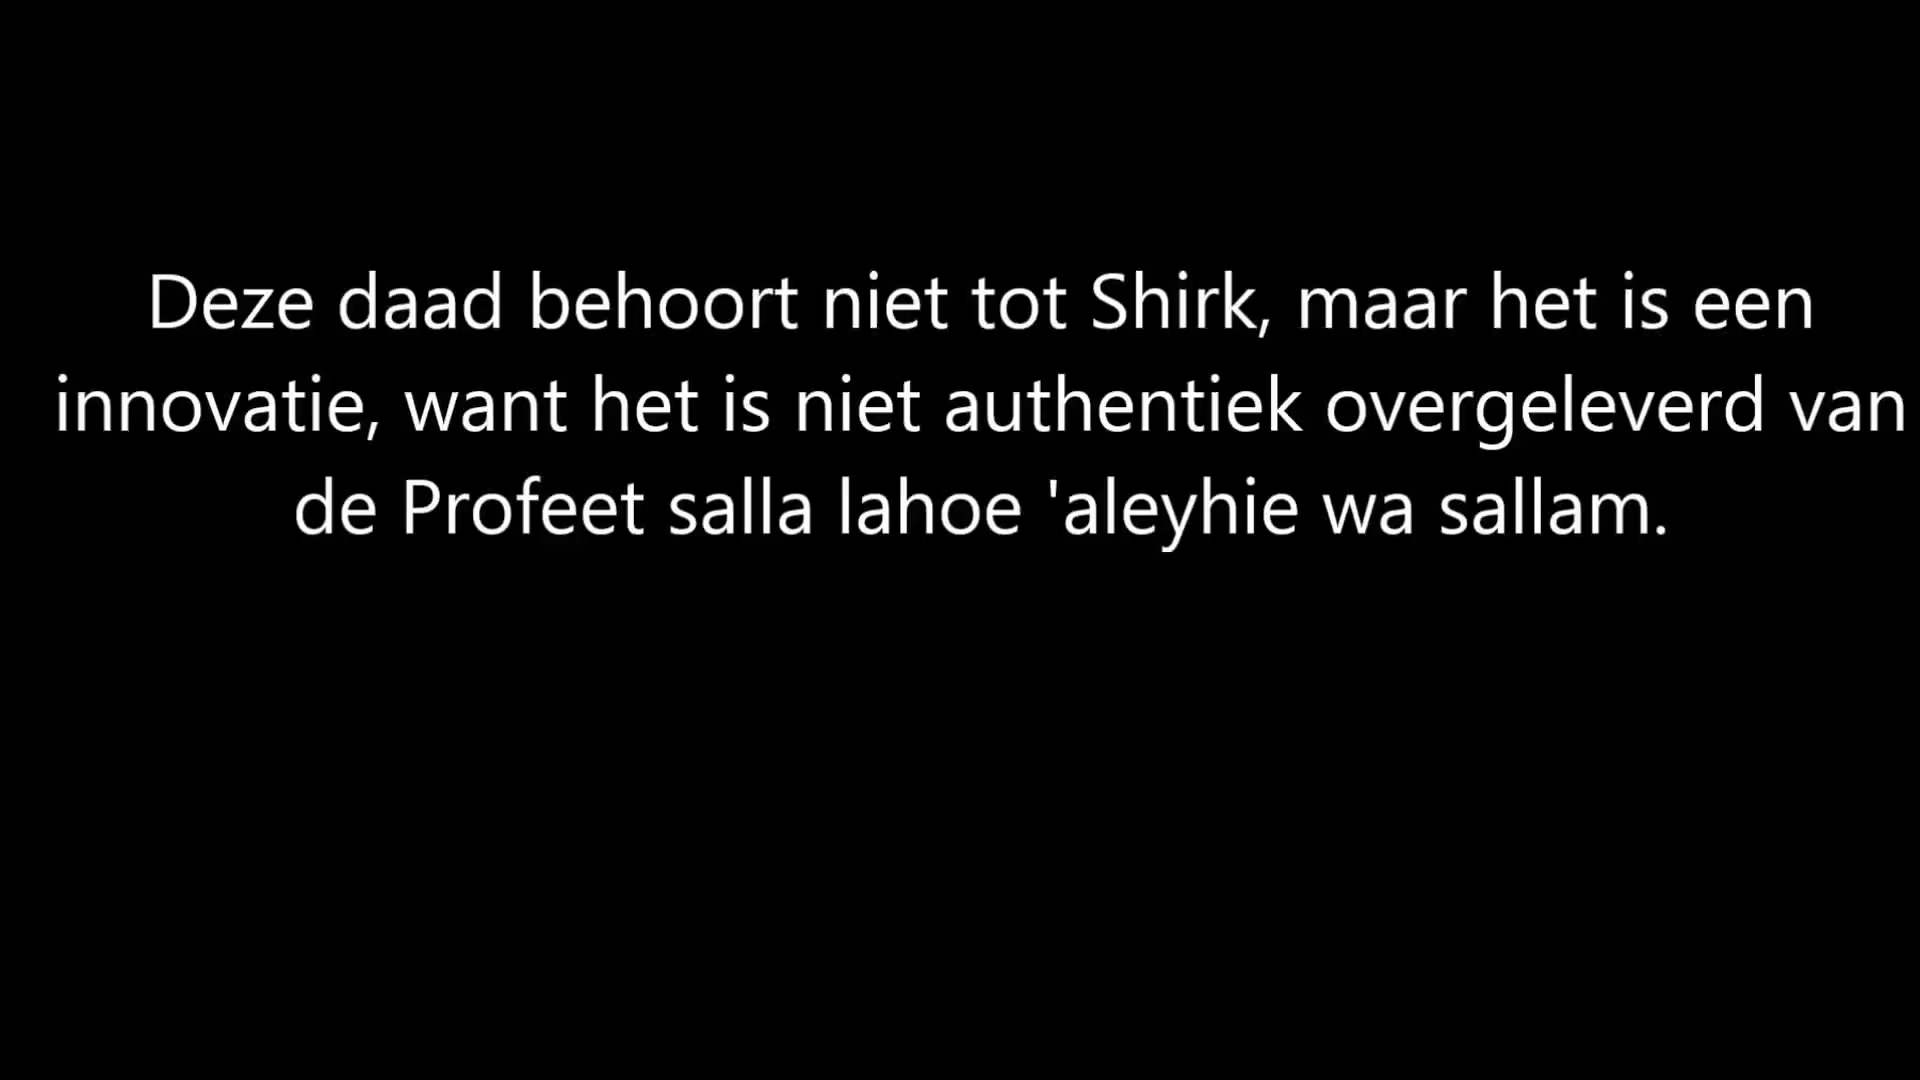 Deze daad behoort niet tot Shirk, maar het is een
innovatie, want het is niet authentiek overgeleverd van
de Profeet salla lahoe 'aleyhie wa sallam.